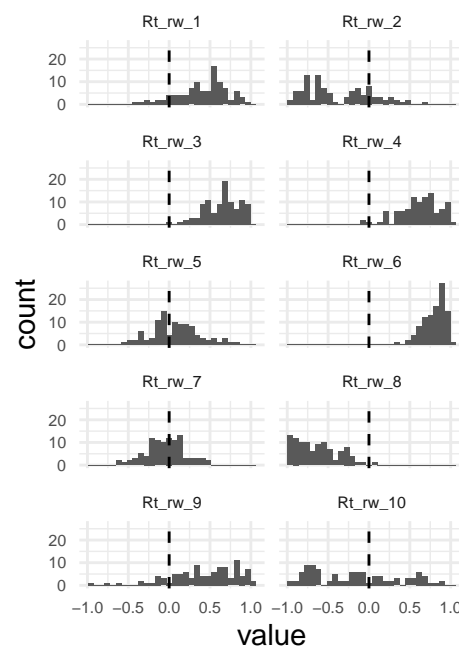 Rt_rw_1 Rt_rw_2
20
10
0
Rt_rw_3 Rt_rw_4
20
10
0
Rt_rw_5 Rt_rw_6
20
10
0
Rt_rw_7 Rt_rw_8
20
10
0
Rt_rw_9 Rt_rw_10
20
10
0
−1.0 −0.5 0.0 0.5 1.0 −1.0 −0.5 0.0 0.5 1.0
count
value